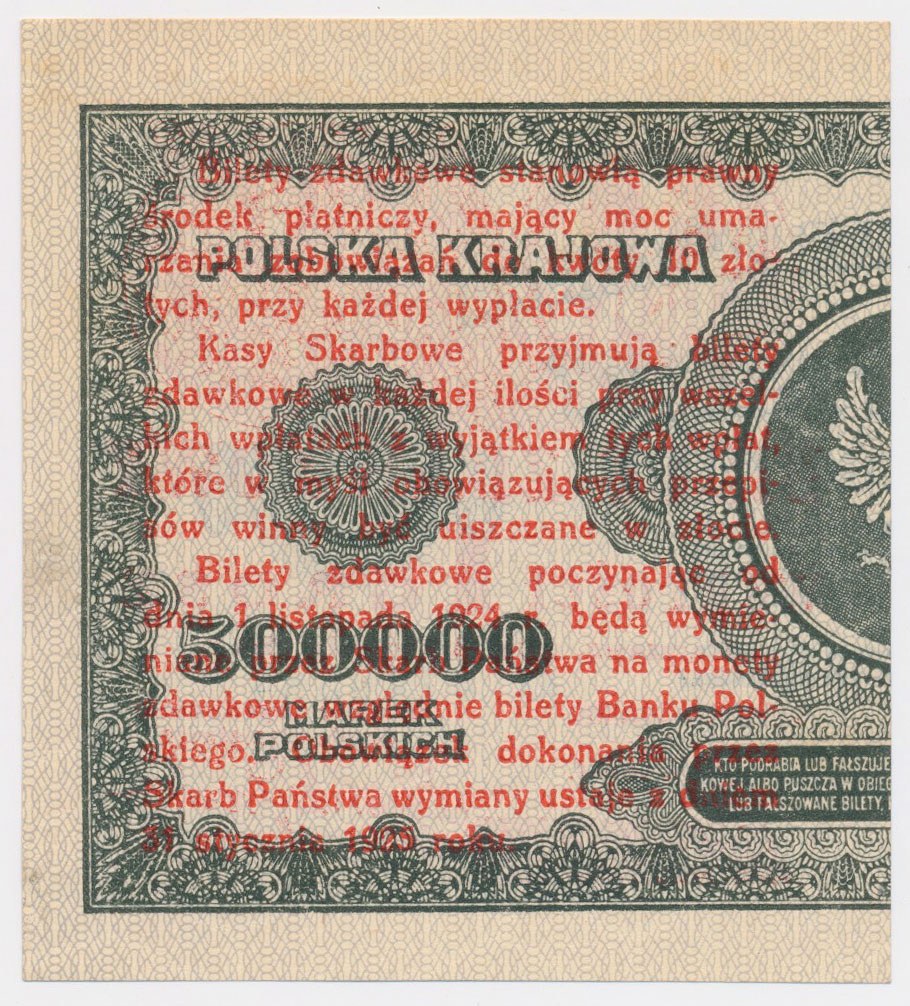 Bilety zdawkowe stanowią prawny
środek płatniczy, mający moc uma-
rzania zobowiązań do kwoty 10 zło-
tych, przy każdej wypłacie.
Kasy Skarbowe przyjmują bilety
zdawkowe w każdej ilości przy wszel-
kich wpłatach z wyjątkiem tych wpłat,
które w myśl obowiązujących przepi-
sów winny być uiszczane w złocie.
Bilety zdawkowe poczynając od
dnia 1 listopada 1924 r. będą wymie-
niane przez Skarb Państwa na monety
zdawkowe względnie bilety Banku Pol-
skiego. Obowiązek dokonania przez
Skarb Państwa wymiany ustaje z dniem
31 stycznia 1925 roku.
POLSKA KRAJOWA
500000
MAREK
POLSKICH
KTO PODRABIA LUB FAŁSZUJE
KOWEJ ALBO PUSZCZA W OBIEG
LUB FAŁSZOWANE BILETY,